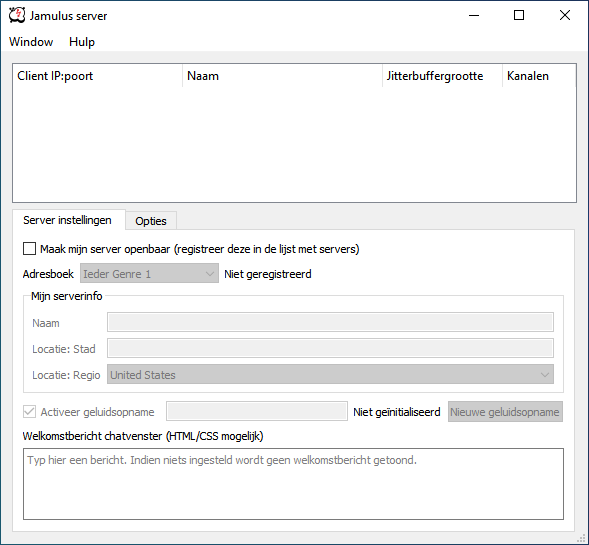 Jamulus server
Window Hulp
Client IP:poort Naam Jitterbuffergrootte Kanalen
Server instellingen Opties
Maak mijn server openbaar (registreer deze in de lijst met servers)
Adresboek Ieder Genre 1 Niet geregistreerd
Mijn serverinfo
Naam
Locatie: Stad
Locatie: Regio United States
Activeer geluidsopname Niet geïnitialiseerd Nieuwe geluidsopname
Welkomstbericht chatvenster (HTML/CSS mogelijk)
Typ hier een bericht. Indien niets ingesteld wordt geen welkomstbericht getoond.